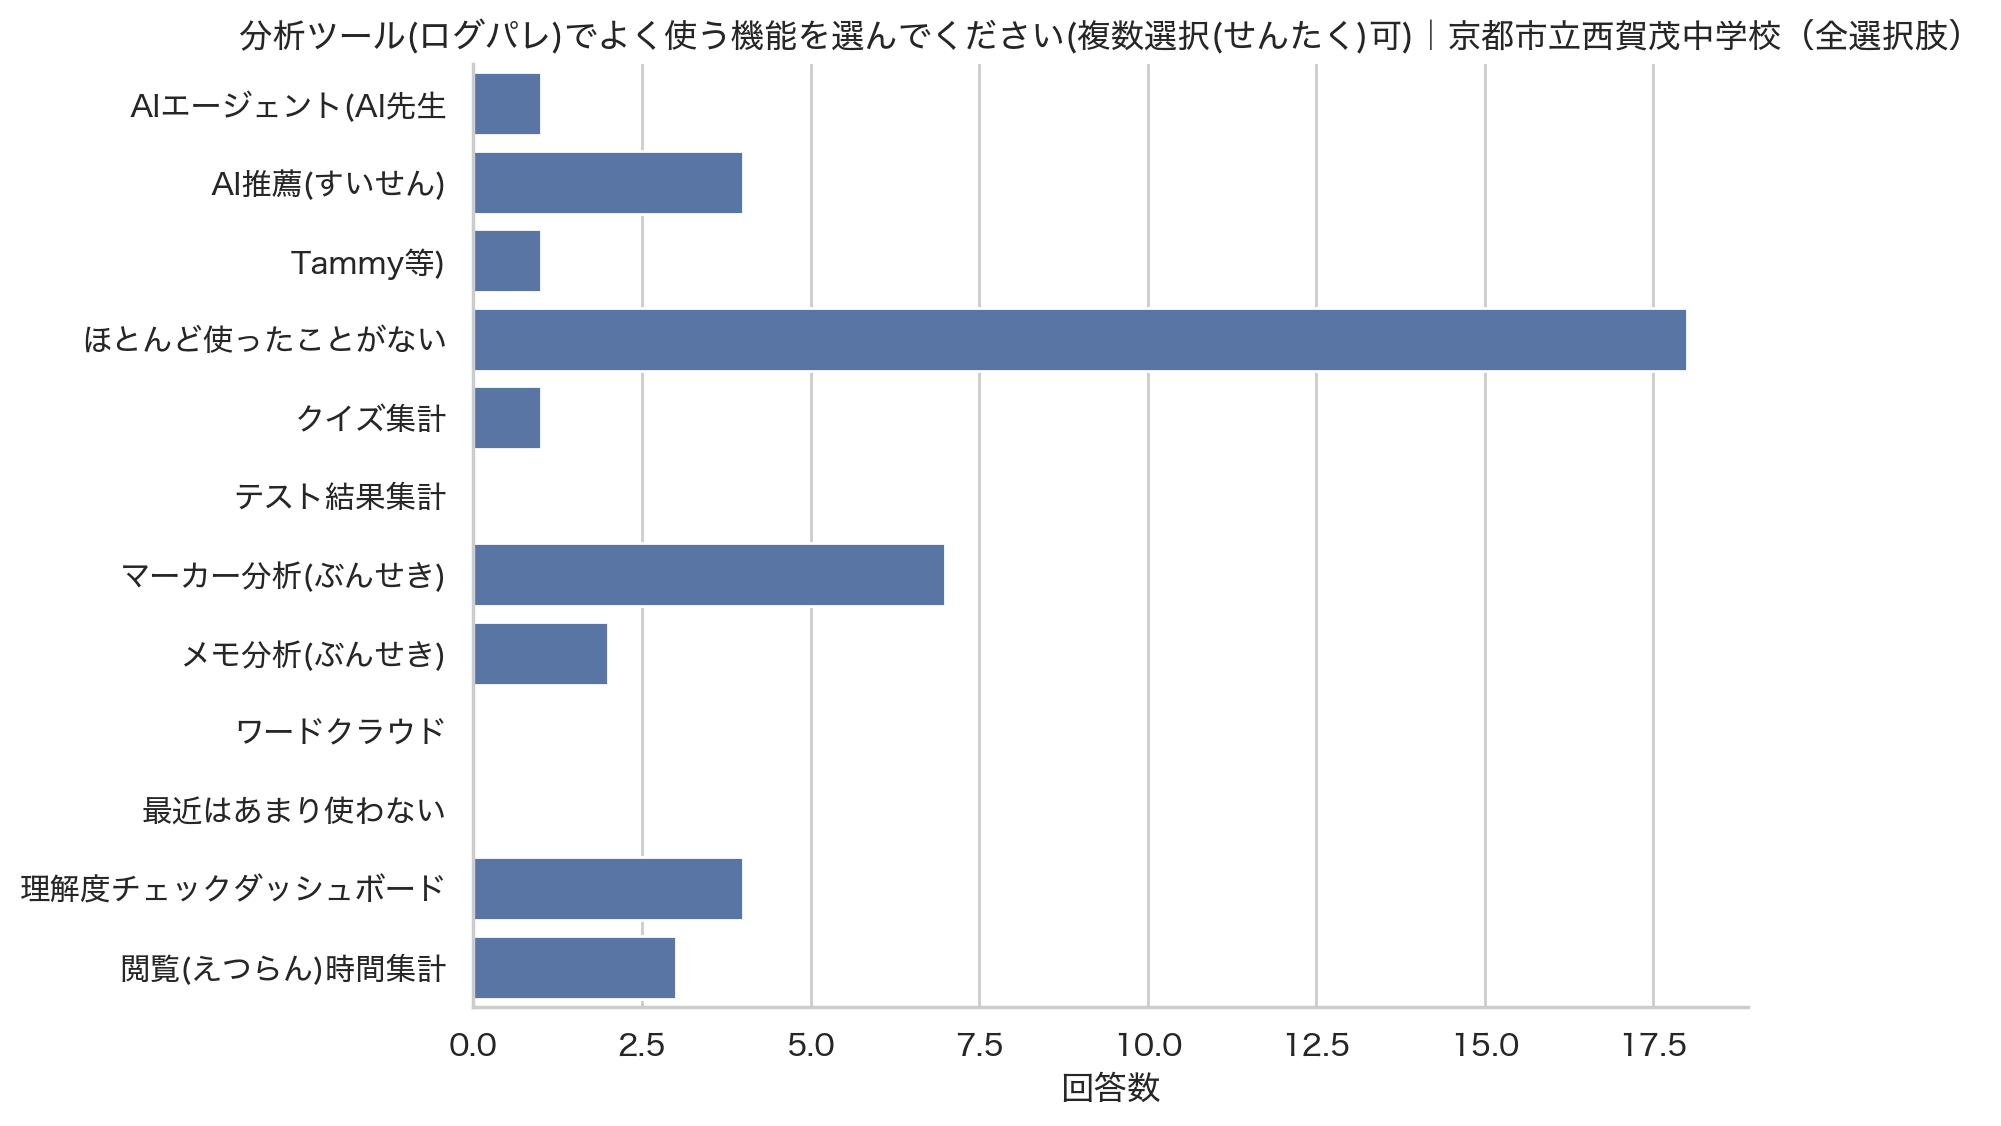 分析ツール(ログパレ)でよく使う機能を選んでください(複数選択(せんたく)可)｜京都市立西賀茂中学校（全選択肢）
AIエージェント(AI先生
AI推薦(すいせん)
Tammy等)
ほとんど使ったことがない
クイズ集計
テスト結果集計
マーカー分析(ぶんせき)
メモ分析(ぶんせき)
ワードクラウド
最近はあまり使わない
理解度チェックダッシュボード
閲覧(えつらん)時間集計
0.0 2.5 5.0 7.5 10.0 12.5 15.0 17.5
回答数